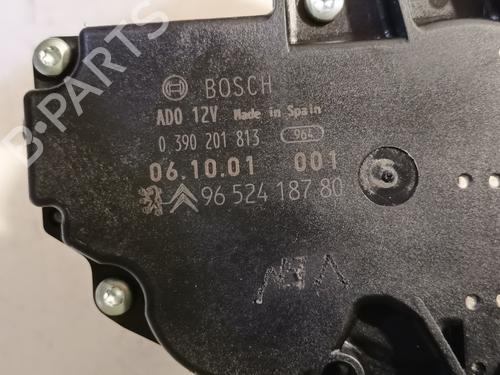 BOSCH
ADO 12V Made in Spain
0 390 201 813 964
06.10.01 001
96 524 187 80
B-PARTS